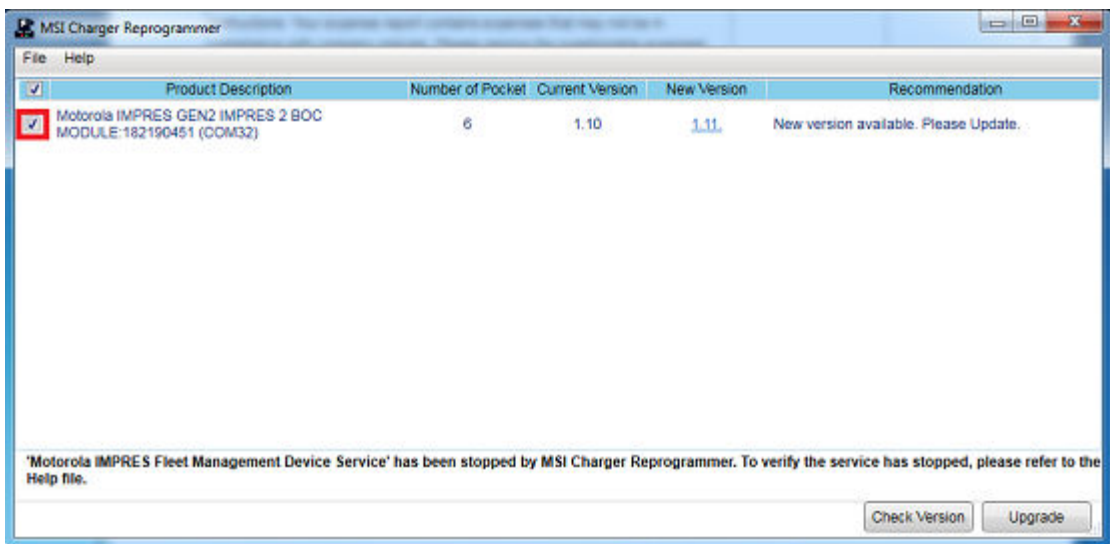 MSI Charger Reprogrammer
File Help
Product Description Number of Pocket Current Version New Version Recommendation
Motorola IMPRES GEN2 IMPRES 2 BOC
MODULE:182190451 (COM32) 6 1.10 1.11. New version available. Please Update.
'Motorola IMPRES Fleet Management Device Service' has been stopped by MSI Charger Reprogrammer. To verify the service has stopped, please refer to the
Help file.
Check Version Upgrade